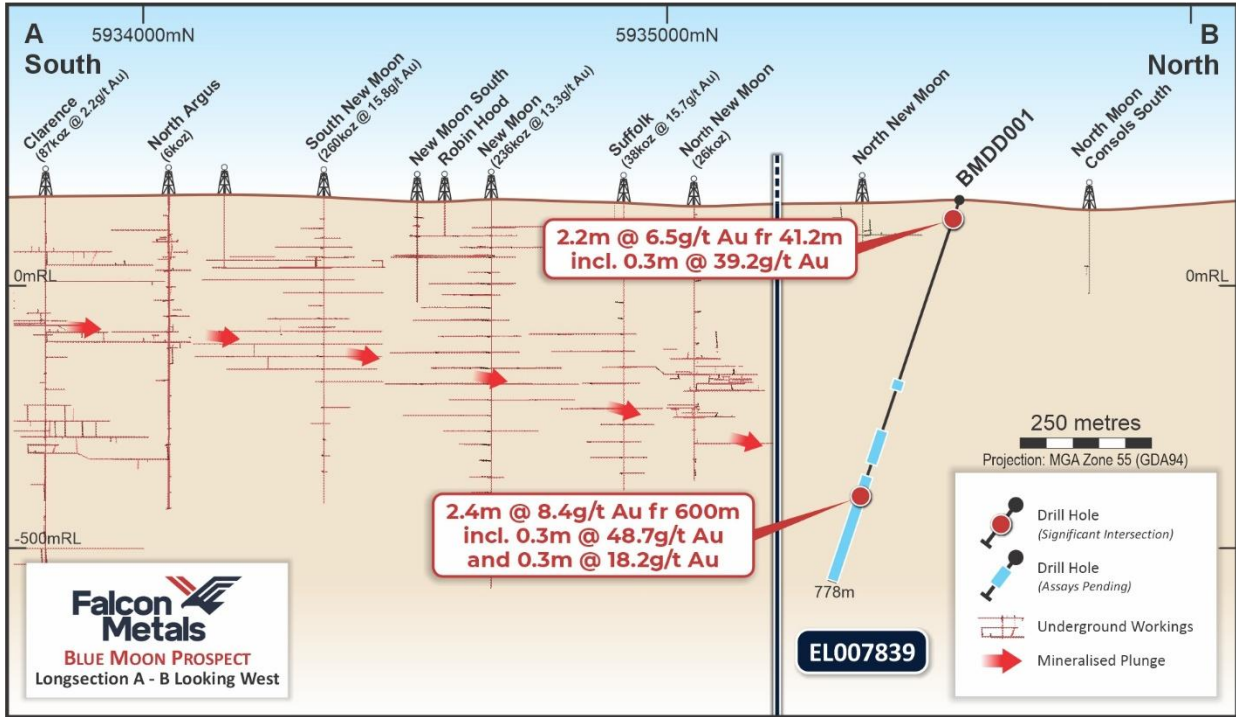 A
South
5934000mN
5935000mN
B
North
Clarence
(87koz @ 2.2g/t Au)
North Argus
(6koz)
South New Moon
(260koz @ 15.8g/t Au)
New Moon South
Robin Hood
New Moon
(236koz @ 13.3g/t Au)
Suffolk
(38koz @ 15.7g/t Au)
North New Moon
(26koz)
North New Moon
BMDD001
North Moon
Consols South
2.2m @ 6.5g/t Au fr 41.2m
incl. 0.3m @ 39.2g/t Au
0mRL
0mRL
250 metres
Projection: MGA Zone 55 (GDA94)
2.4m @ 8.4g/t Au fr 600m
incl. 0.3m @ 48.7g/t Au
and 0.3m @ 18.2g/t Au
-500mRL
778m
Falcon
Metals
BLUE MOON PROSPECT
Longsection A - B Looking West
EL007839
Drill Hole
(Significant Intersection)
Drill Hole
(Assays Pending)
Underground Workings
Mineralised Plunge